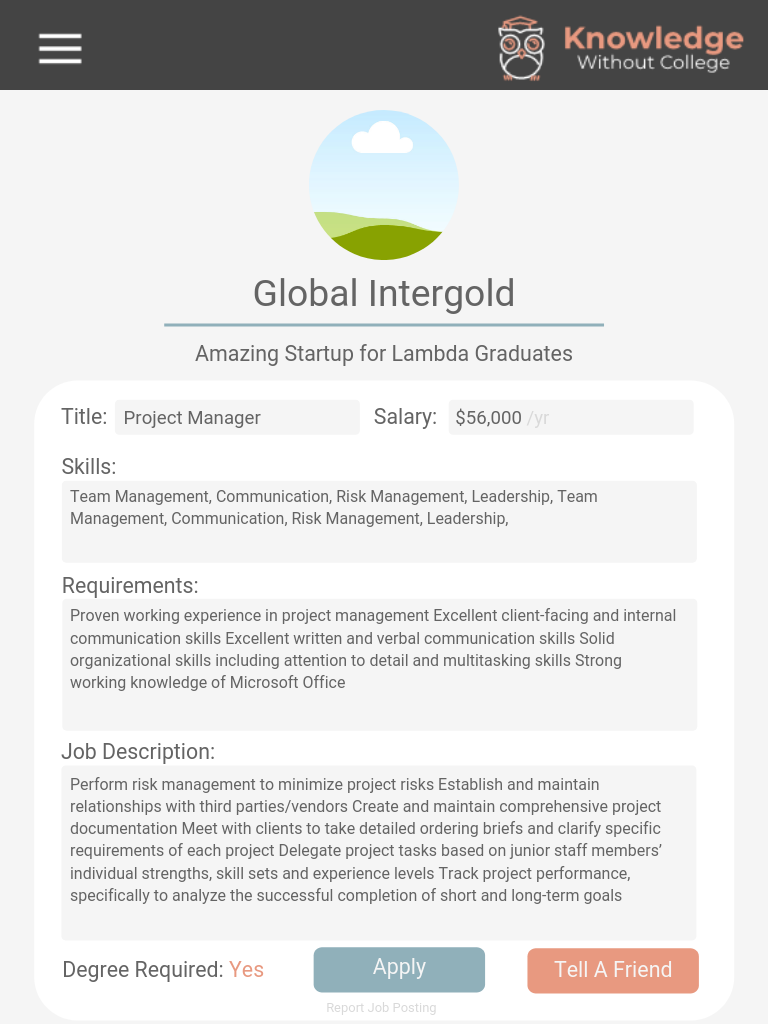 Knowledge
Without College
Global Intergold
Amazing Startup for Lambda Graduates
Title: Project Manager Salary: $56,000 /yr
Skills:
Team Management, Communication, Risk Management, Leadership, Team
Management, Communication, Risk Management, Leadership,
Requirements:
Proven working experience in project management Excellent client-facing and internal
communication skills Excellent written and verbal communication skills Solid
organizational skills including attention to detail and multitasking skills Strong
working knowledge of Microsoft Office
Job Description:
Perform risk management to minimize project risks Establish and maintain
relationships with third parties/vendors Create and maintain comprehensive project
documentation Meet with clients to take detailed ordering briefs and clarify specific
requirements of each project Delegate project tasks based on junior staff members’
individual strengths, skill sets and experience levels Track project performance,
specifically to analyze the successful completion of short and long-term goals
Degree Required: Yes Apply Tell A Friend
Report Job Posting